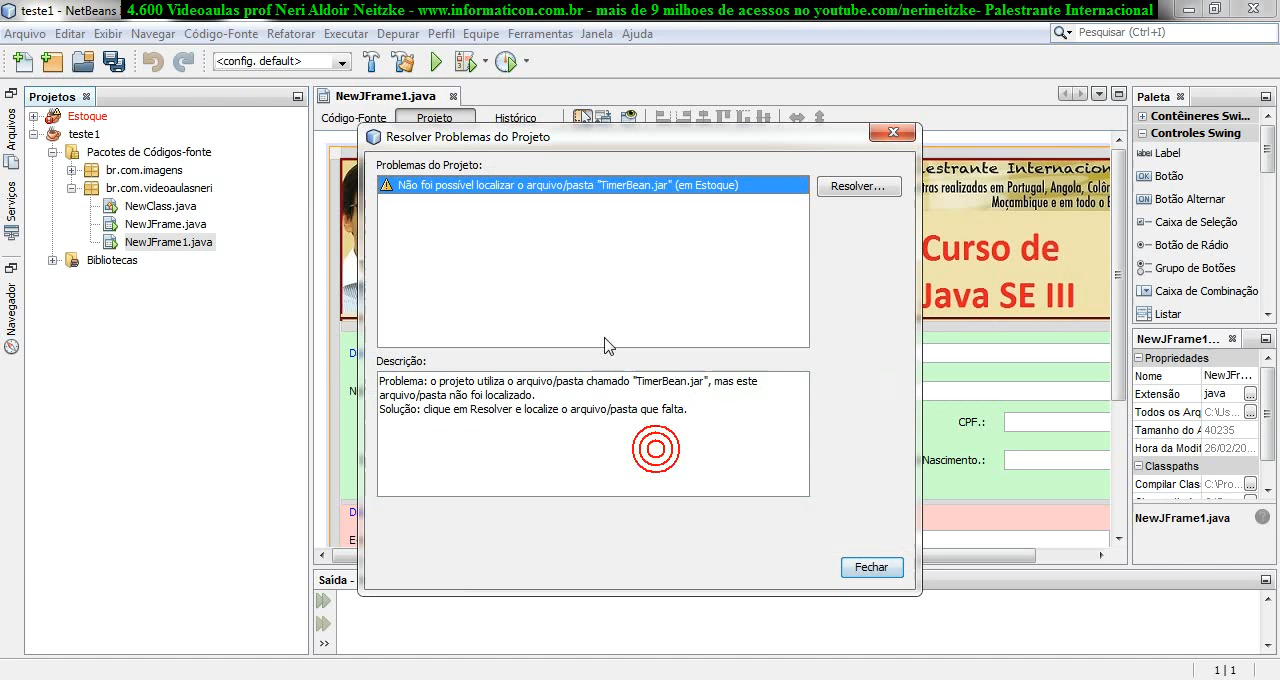 teste1 - NetBeans
4.600 Videoaulas prof Neri Aldoir Neitzke - www.informaticon.com.br - mais de 9 milhoes de acessos no youtube.com/nerineitzke- Palestrante Internacional
Arquivo Editar Exibir Navegar Código-Fonte Refatorar Executar Depurar Perfil Equipe Ferramentas Janela Ajuda
Pesquisar (Ctrl+I)
<config. default>
Arquivos
Serviços
Navegador
Projetos
Estoque
teste1
Pacotes de Códigos-fonte
br.com.imagens
br.com.videoaulasneri
NewClass.java
NewJFrame.java
NewJFrame1.java
Bibliotecas
NewJFrame1.java
Código-Fonte Projeto Histórico
Resolver Problemas do Projeto
Problemas do Projeto:
Não foi possível localizar o arquivo/pasta "TimerBean.jar" (em Estoque)
Resolver...
Descrição:
Problema: o projeto utiliza o arquivo/pasta chamado "TimerBean.jar", mas este
arquivo/pasta não foi localizado.
Solução: clique em Resolver e localize o arquivo/pasta que falta.
Fechar
Internacion
tras realizadas em Portugal, Angola,
Moçambique e em todo o
Curso de
Java SE III
CPF.:
Nascimento.:
Saída -
Paleta
Contêineres Swi...
Controles Swing
Label
Botão
Botão Alternar
Caixa de Seleção
Botão de Rádio
Grupo de Botões
Caixa de Combinação
Listar
NewJFrame1...
Propriedades
Nome NewJFr...
Extensão java
Todos os Arq C:\Us...
Tamanho do A 40235
Hora da Modif 26/02/20...
Classpaths
Compilar Clas C:\Pro...
NewJFrame1.java
1 | 1